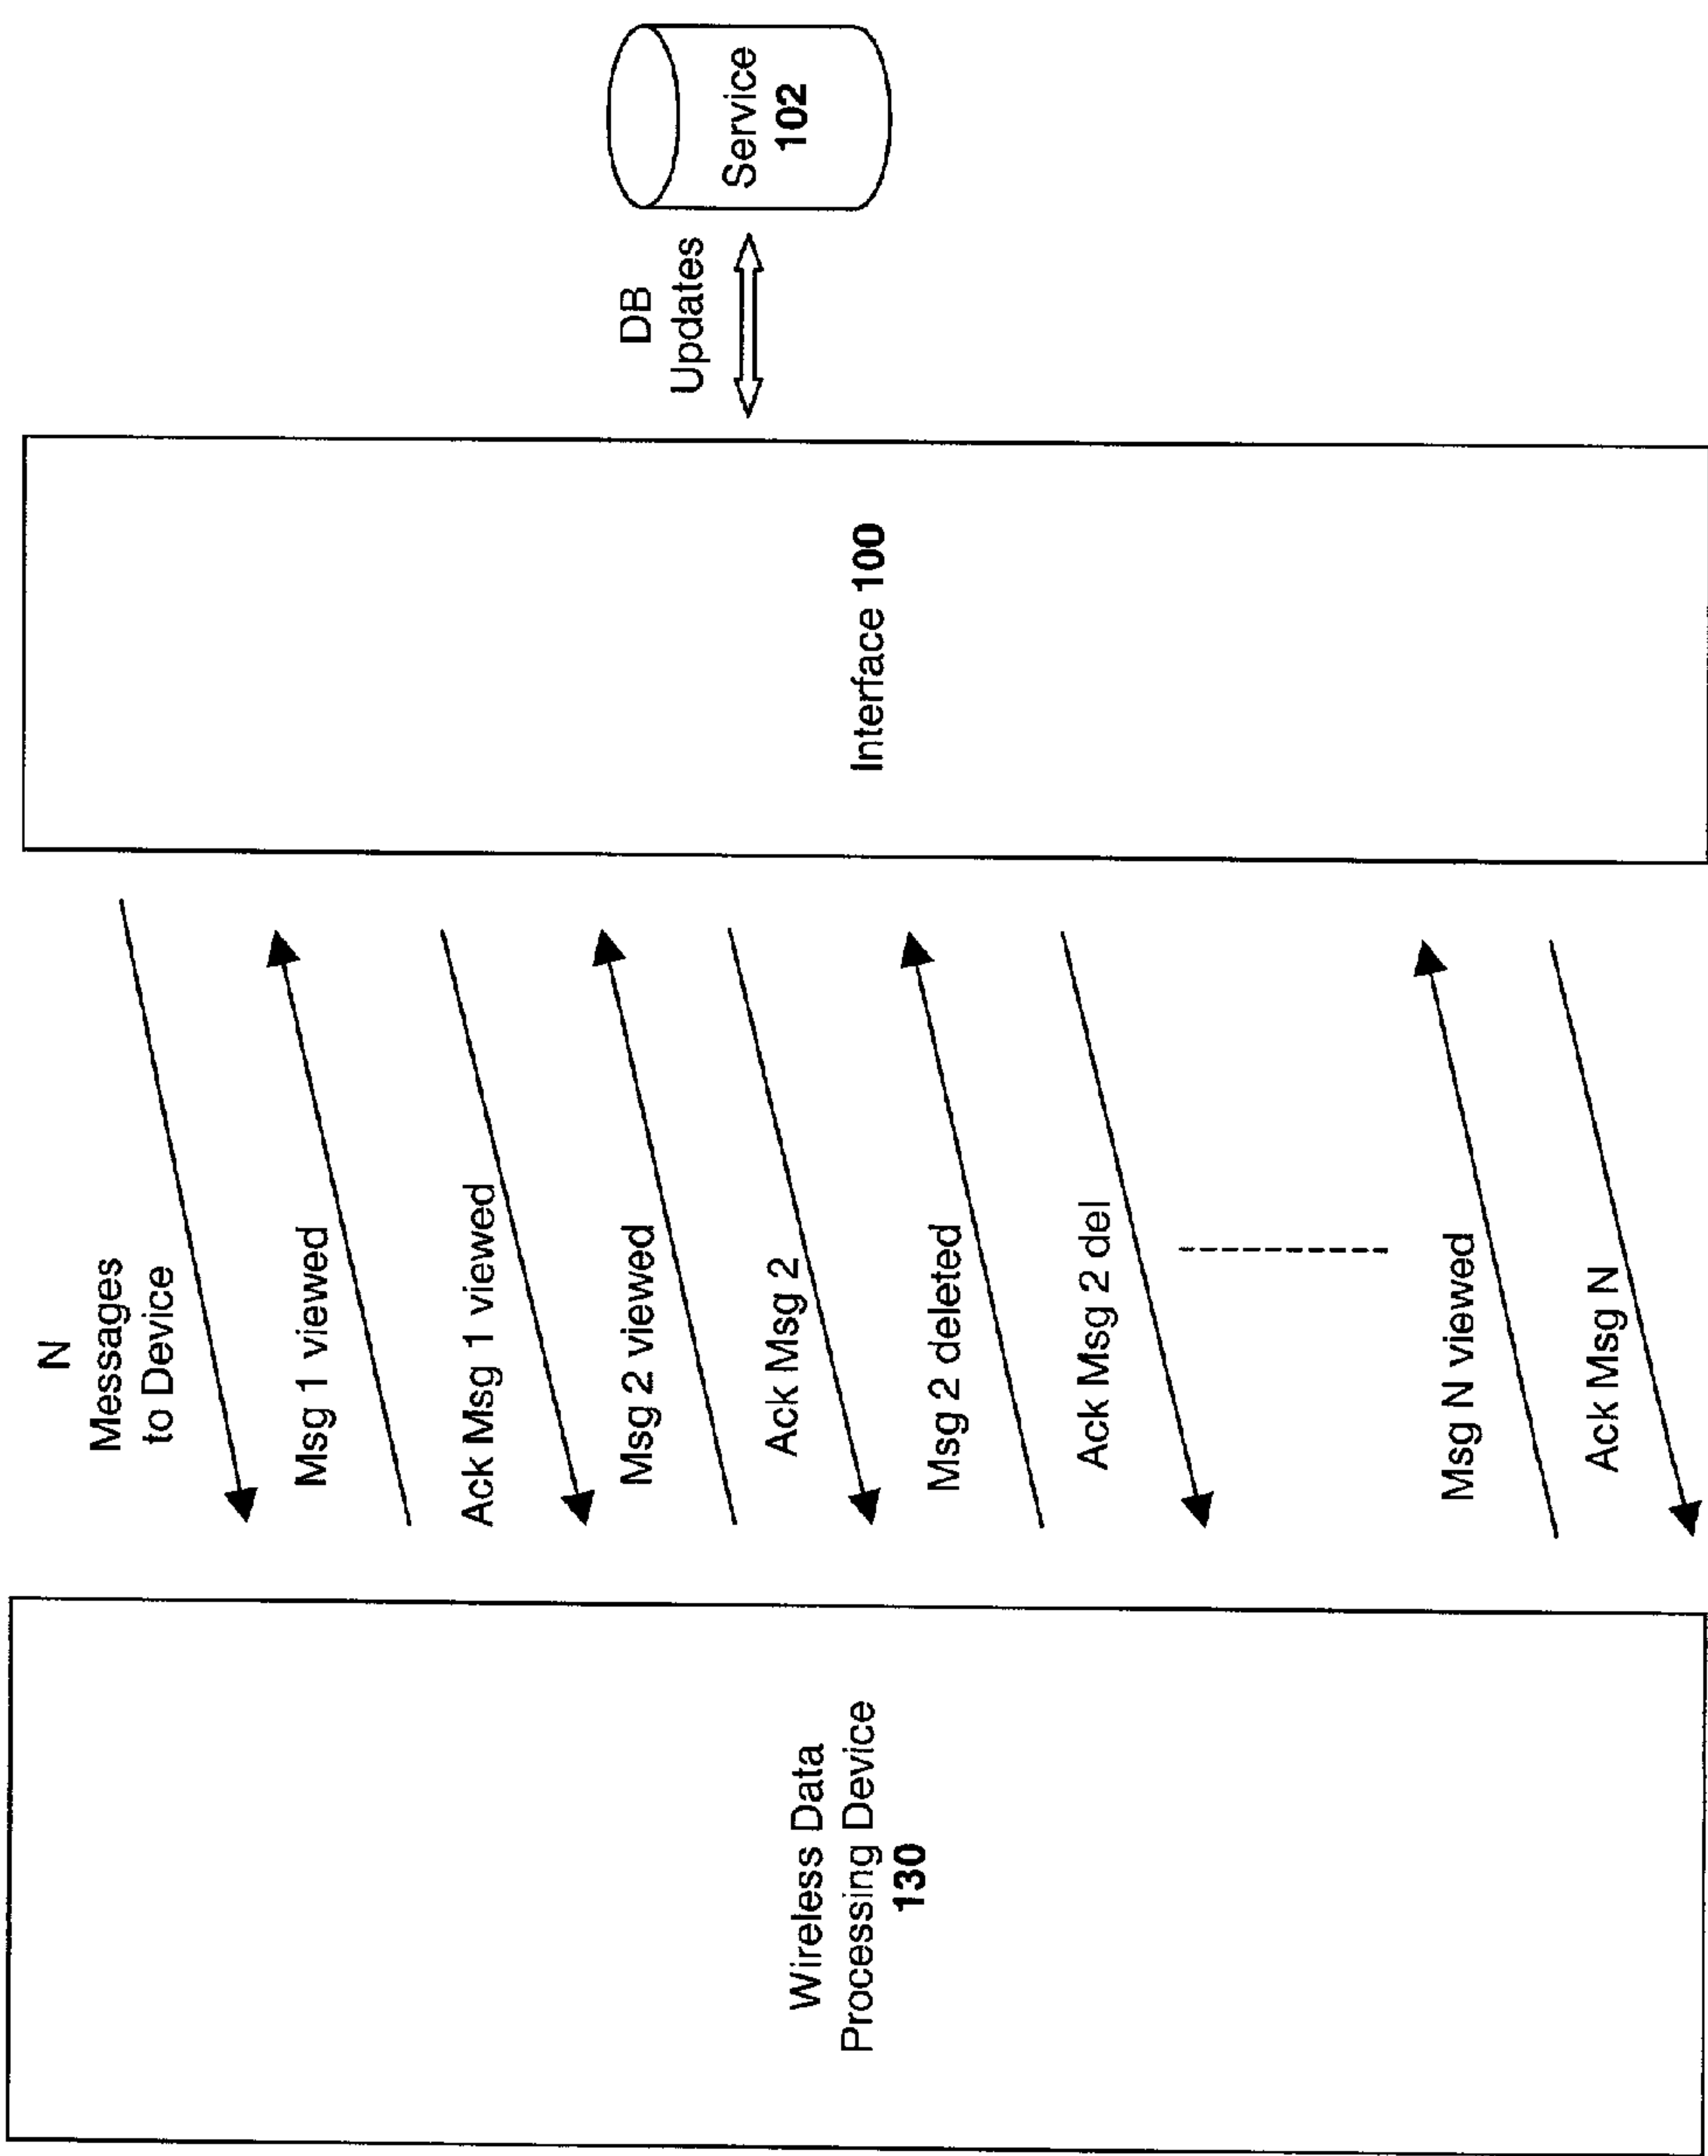 Wireless Data
Processing Device
130
N
Messages
to Device
Msg 1 viewed
Ack Msg 1 viewed
Msg 2 viewed
Ack Msg 2
Msg 2 deleted
Ack Msg 2 del
Msg N viewed
Ack Msg N
Interface 100
DB
Updates
Service
102